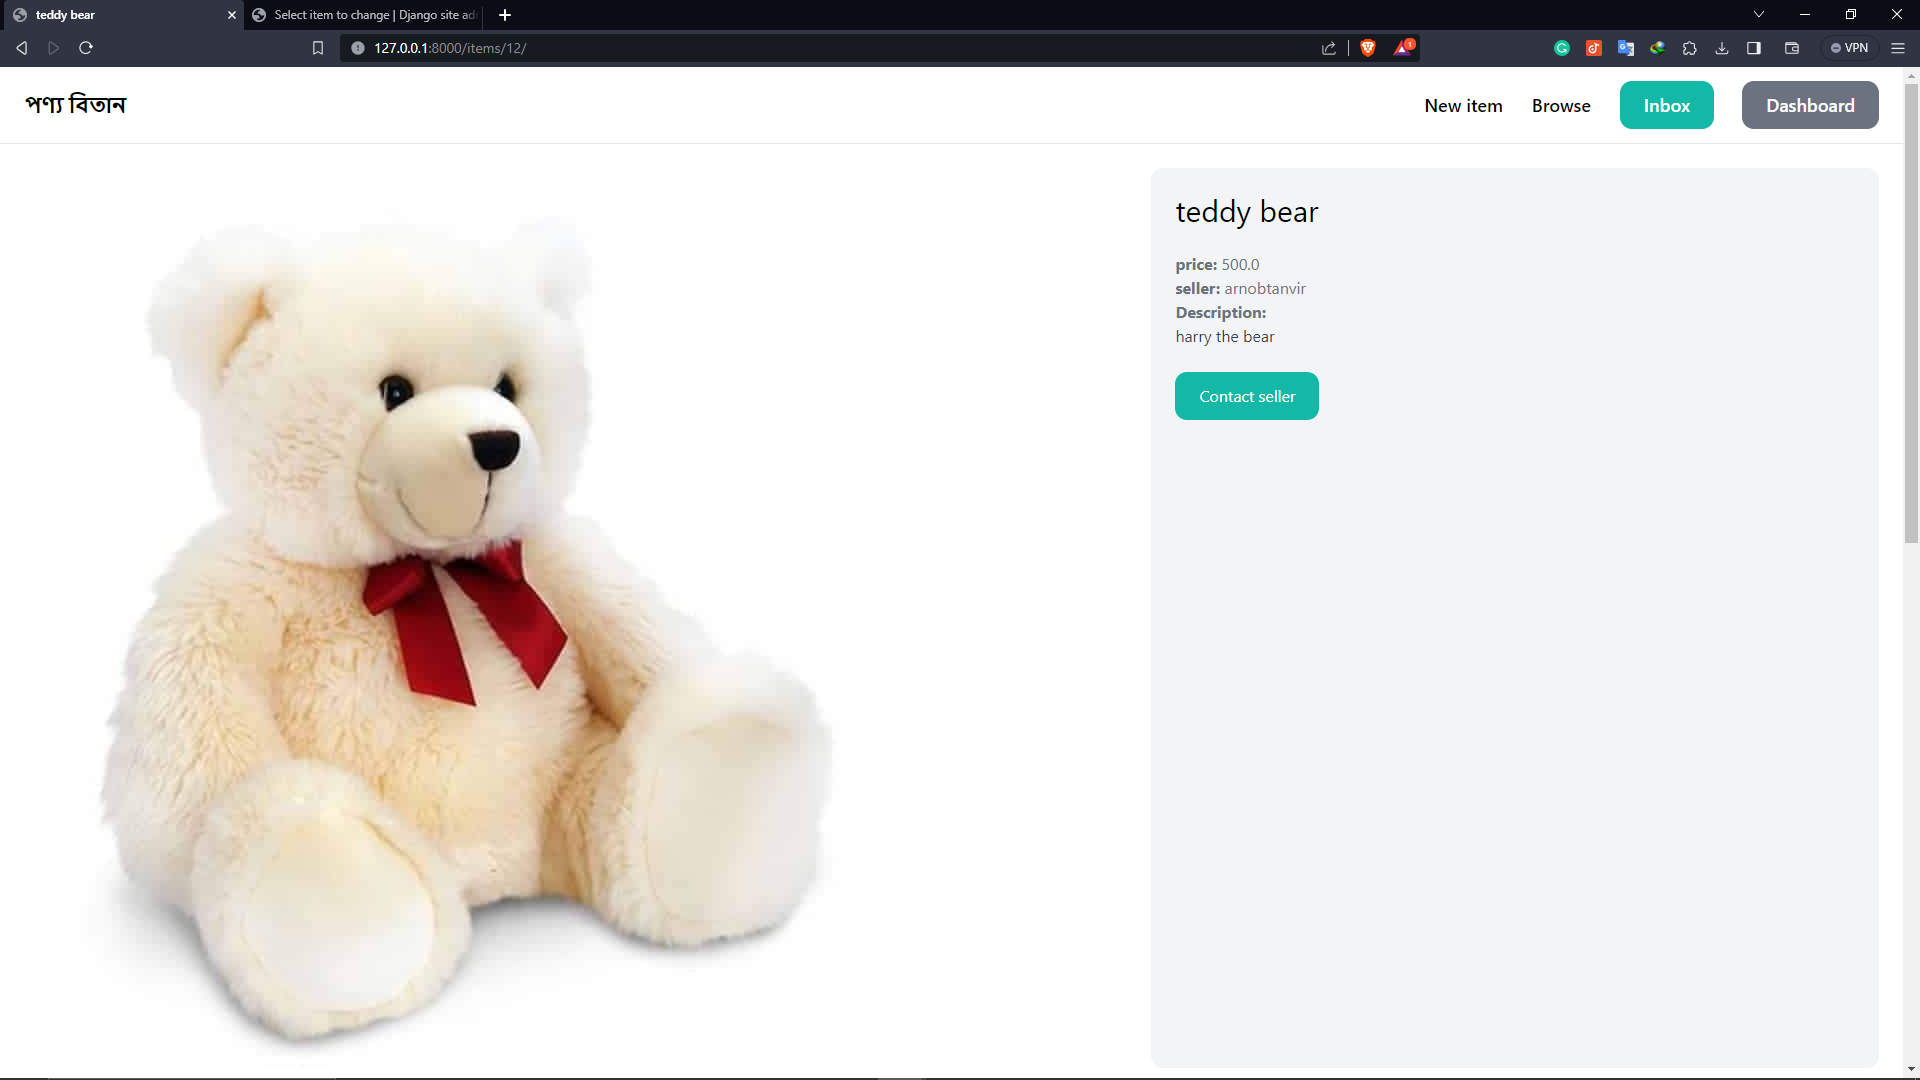 teddy bear
Select item to change | Django site ad
127.0.0.1:8000/items/12/
1
VPN
পণ্য বিতান
New item
Browse
Inbox
Dashboard
teddy bear
price: 500.0
seller: arnobtanvir
Description:
harry the bear
Contact seller